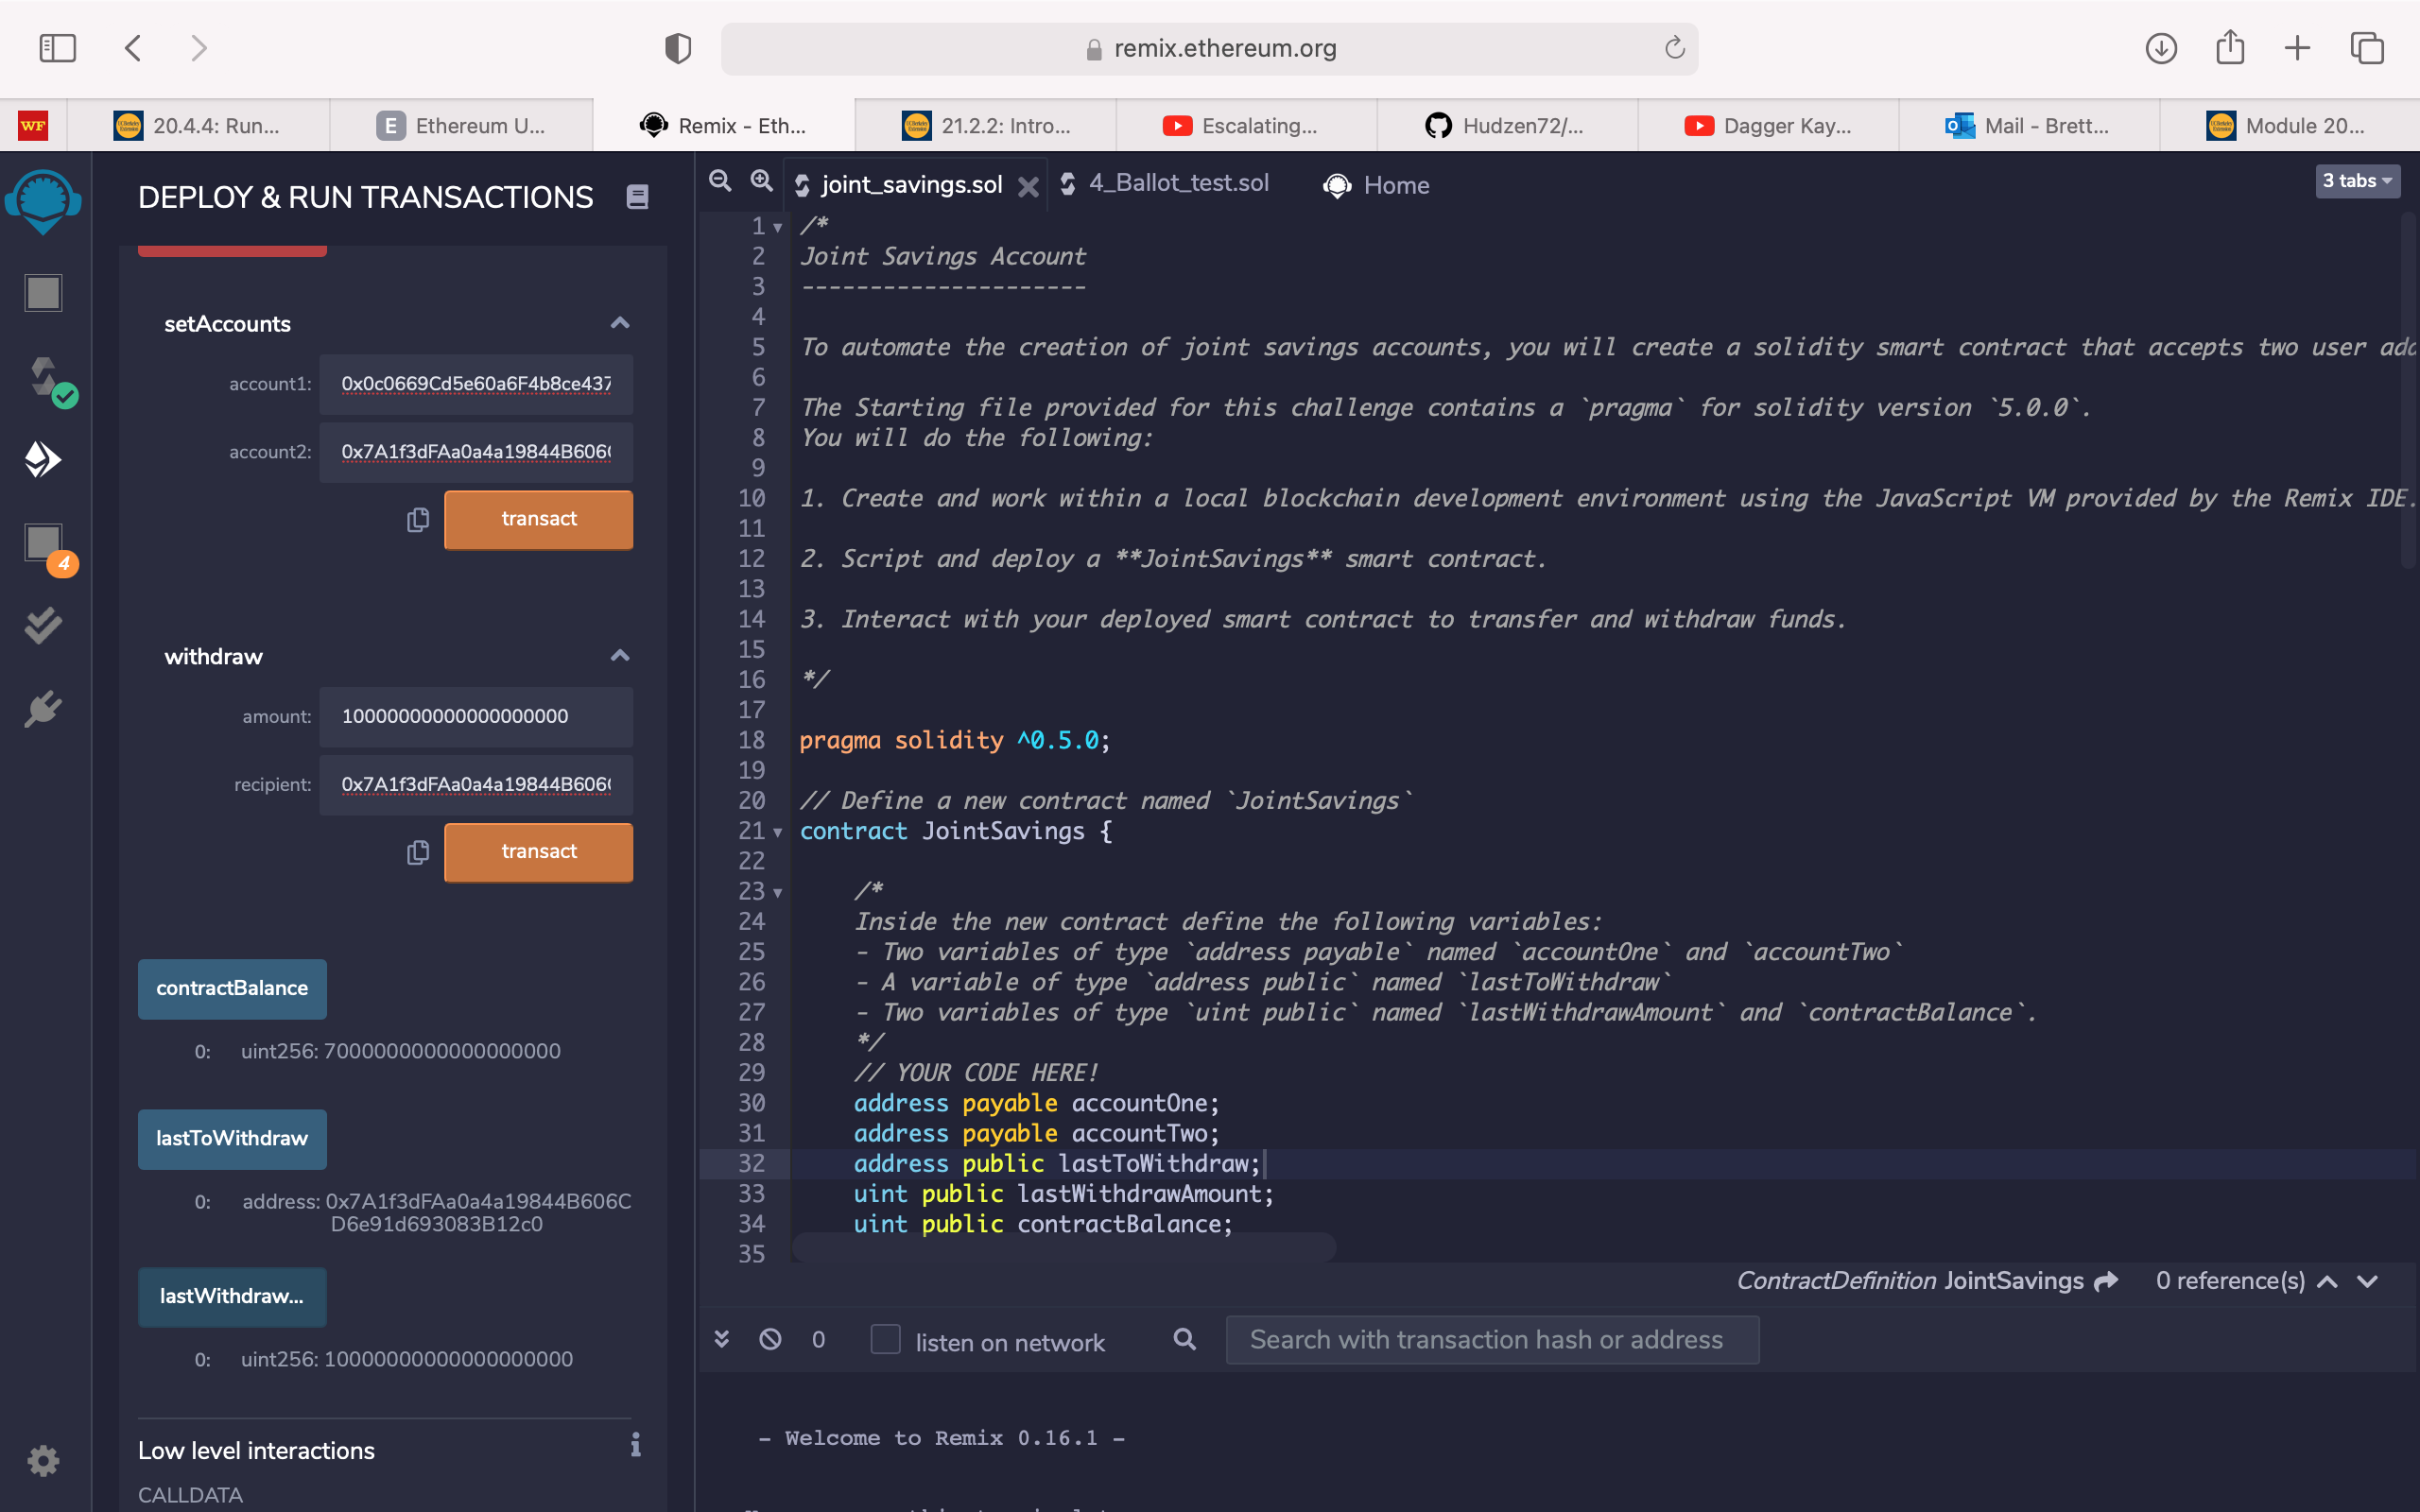 remix.ethereum.org
WF
20.4.4: Run...
E
Ethereum U...
Remix - Eth...
21.2.2: Intro...
Escalating...
Hudzen72/...
Dagger Kay...
Mail - Brett...
Module 20...
DEPLOY & RUN TRANSACTIONS
joint_savings.sol
4_Ballot_test.sol
Home
3 tabs
setAccounts
account1: 0x0c0669Cd5e60a6F4b8ce437
account2: 0x7A1f3dFAa0a4a19844B606
transact
4
withdraw
amount: 10000000000000000000
recipient: 0x7A1f3dFAa0a4a19844B606
transact
contractBalance
0: uint256: 7000000000000000000
lastToWithdraw
0: address: 0x7A1f3dFAa0a4a19844B606C
D6e91d693083B12c0
lastWithdraw...
0: uint256: 10000000000000000000
Low level interactions
i
CALLDATA
1 /*
2 Joint Savings Account
3 ---------------------
4
5 To automate the creation of joint savings accounts, you will create a solidity smart contract that accepts two user add
6
7 The Starting file provided for this challenge contains a `pragma` for solidity version `5.0.0`.
8 You will do the following:
9
10 1. Create and work within a local blockchain development environment using the JavaScript VM provided by the Remix IDE.
11
12 2. Script and deploy a **JointSavings** smart contract.
13
14 3. Interact with your deployed smart contract to transfer and withdraw funds.
15
16 */
17
18 pragma solidity ^0.5.0;
19
20 // Define a new contract named `JointSavings`
21 contract JointSavings {
22
23 /*
24 Inside the new contract define the following variables:
25 - Two variables of type `address payable` named `accountOne` and `accountTwo`
26 - A variable of type `address public` named `lastToWithdraw`
27 - Two variables of type `uint public` named `lastWithdrawAmount` and `contractBalance`.
28 */
29 // YOUR CODE HERE!
30 address payable accountOne;
31 address payable accountTwo;
32 address public lastToWithdraw;
33 uint public lastWithdrawAmount;
34 uint public contractBalance;
35
ContractDefinition JointSavings 0 reference(s)
0 listen on network Search with transaction hash or address
- Welcome to Remix 0.16.1 -